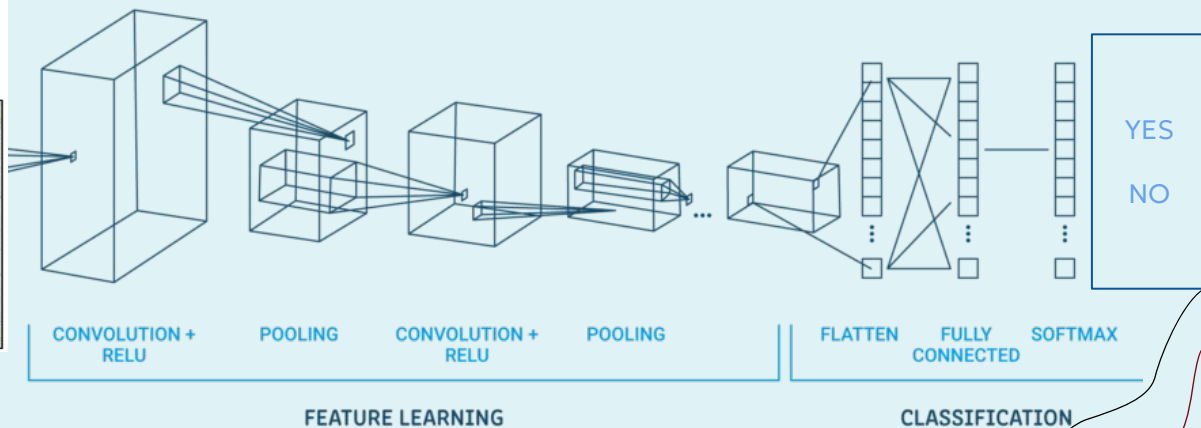 YES
NO
CONVOLUTION +
RELU
POOLING
CONVOLUTION +
RELU
POOLING
FLATTEN
FULLY
CONNECTED
SOFTMAX
FEATURE LEARNING
CLASSIFICATION